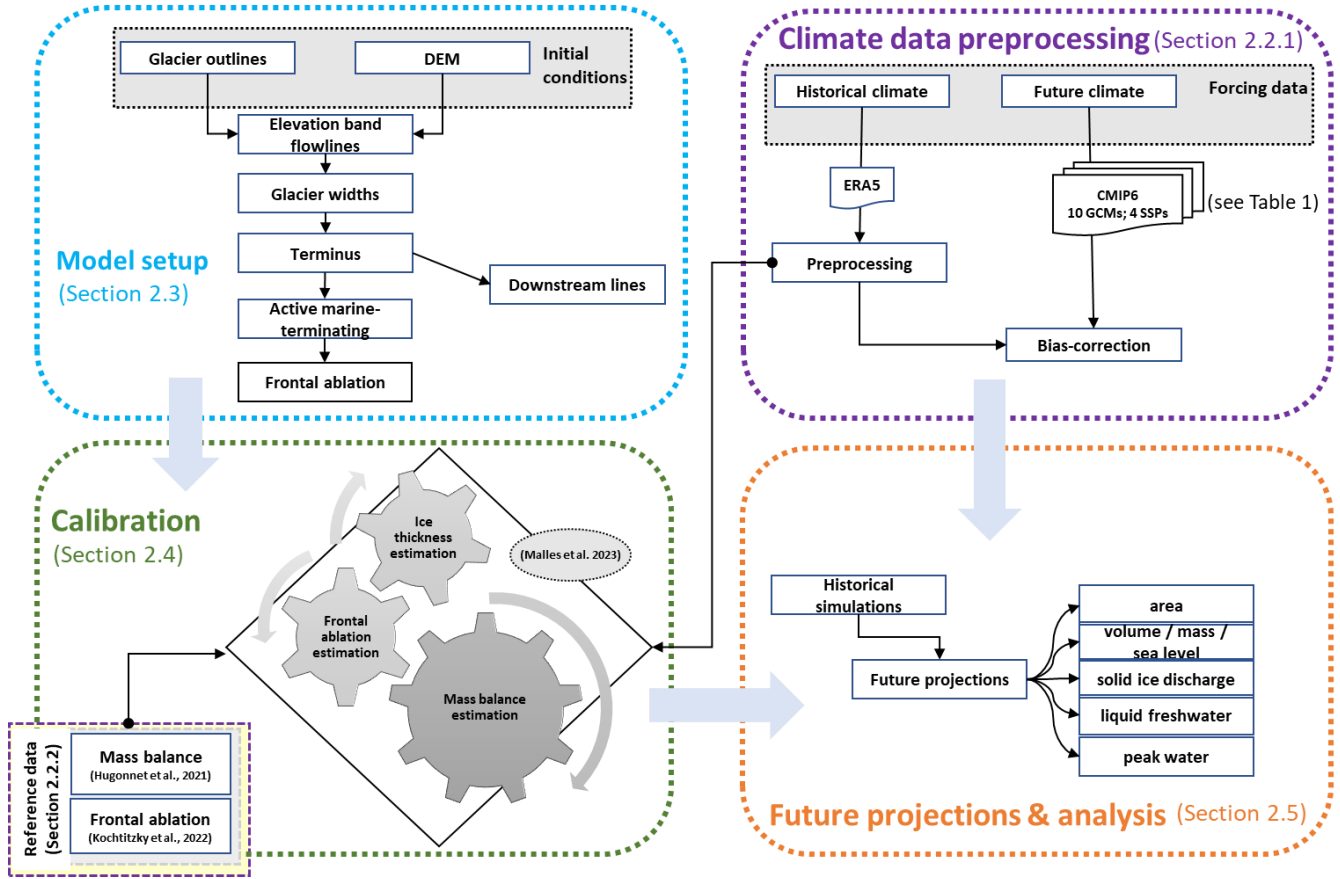 Glacier outlines
DEM
Initial
conditions
Elevation band
flowlines
Glacier widths
Terminus
Downstream lines
Active marine-
terminating
Frontal ablation
Model setup
(Section 2.3)
Climate data preprocessing (Section 2.2.1)
Historical climate
Future climate
Forcing data
ERA5
CMIP6
10 GCMs; 4 SSPs
(see Table 1)
Preprocessing
Bias-correction
Calibration
(Section 2.4)
Ice
thickness
estimation
(Malles et al. 2023)
Frontal
ablation
estimation
Mass balance
estimation
Reference data
(Section 2.2.2)
Mass balance
(Hugonnet et al., 2021)
Frontal ablation
(Kochtitzky et al., 2022)
Historical
simulations
Future projections
area
volume / mass /
sea level
solid ice discharge
liquid freshwater
peak water
Future projections & analysis (Section 2.5)